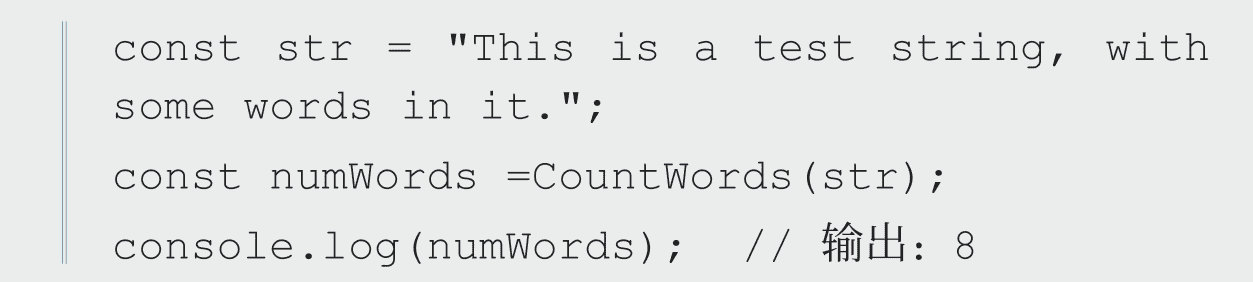 const str = "This is a test string, with
some words in it.";
const numWords =CountWords(str);
console.log(numWords);  // 输出: 8